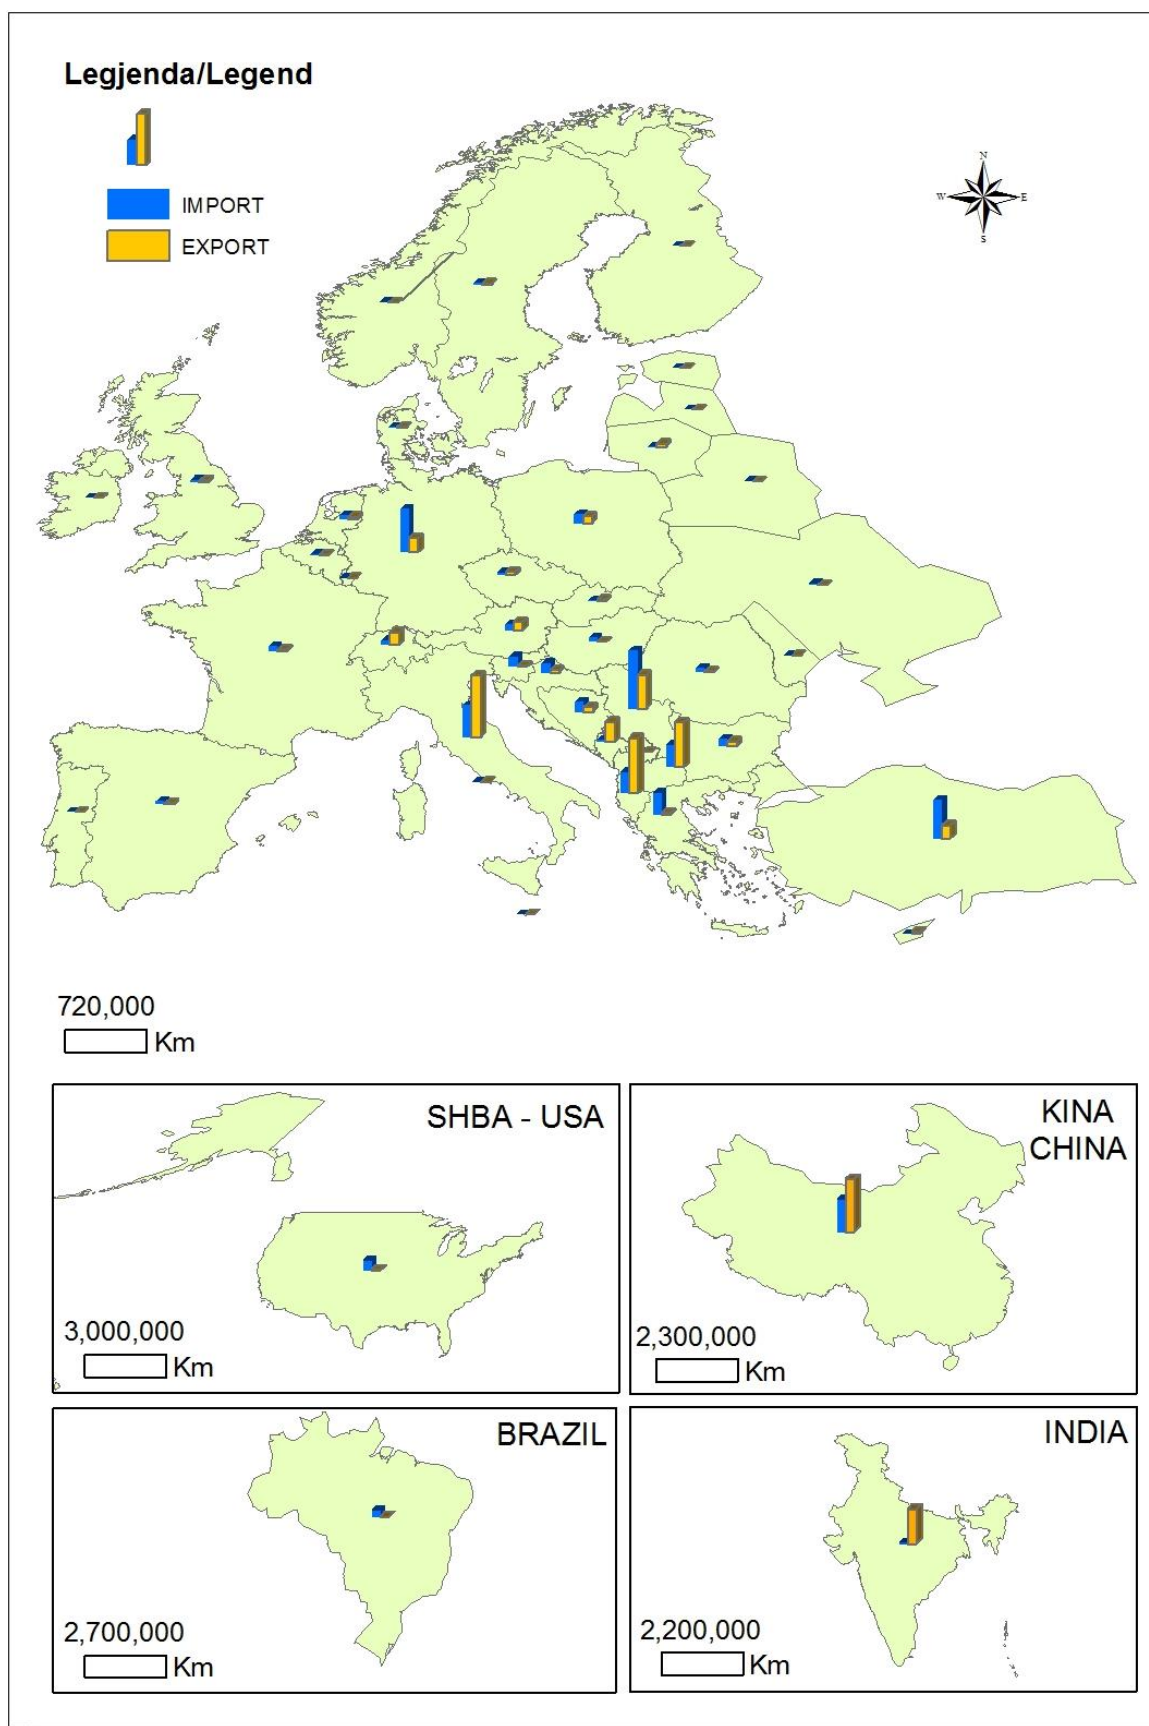 Legjenda/Legend
IMPORT
EXPORT
N
W
E
S
720,000
Km
SHBA - USA
3,000,000
Km
KINA
CHINA
2,300,000
Km
BRAZIL
2,700,000
Km
INDIA
2,200,000
Km